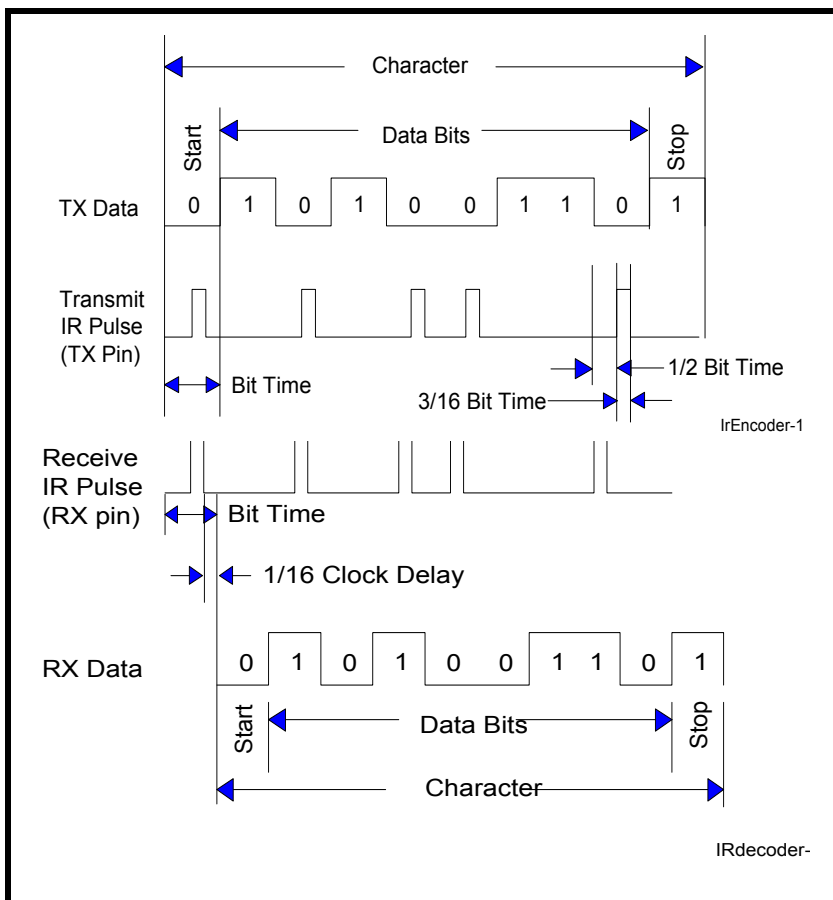 Character
Start
Data Bits
Stop
TX Data
0 1 0 1 0 0 1 1 0 1
Transmit
IR Pulse
(TX Pin)
1/2 Bit Time
Bit Time
3/16 Bit Time
IrEncoder-1
Receive
IR Pulse
(RX pin)
Bit Time
1/16 Clock Delay
RX Data
0 1 0 1 0 0 1 1 0 1
Start
Data Bits
Stop
Character
IRdecoder-